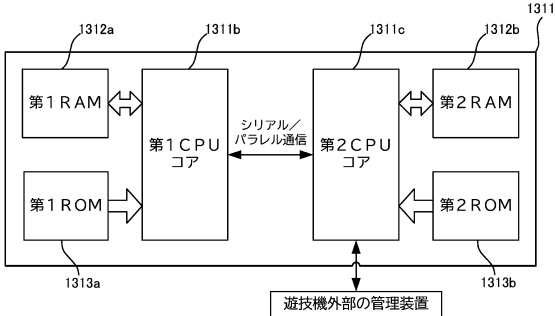 1311
1312a
1311b
1311c
1312b
第１ＲＡＭ
第１ＣＰＵ
コア
シリアル／
パラレル通信
第２ＣＰＵ
コア
第２ＲＡＭ
第１ＲＯＭ
第２ＲＯＭ
1313a
1313b
遊技機外部の管理装置